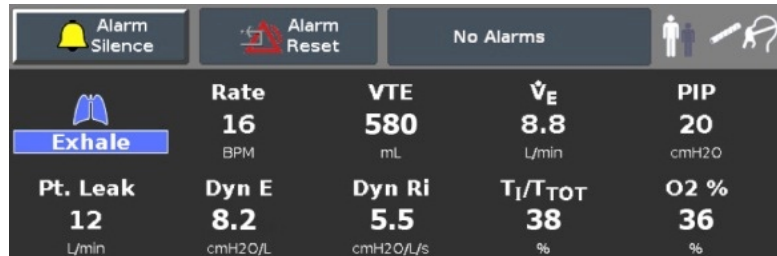 Alarm
Silence
Alarm
Reset
No Alarms
Rate VTE V̇E PIP
16 580 8.8 20
Exhale
BPM mL L/min cmH2O
Pt. Leak Dyn E Dyn Ri TI/TTOT O2 %
12 8.2 5.5 38 36
L/min cmH2O/L cmH2O/L/s % %